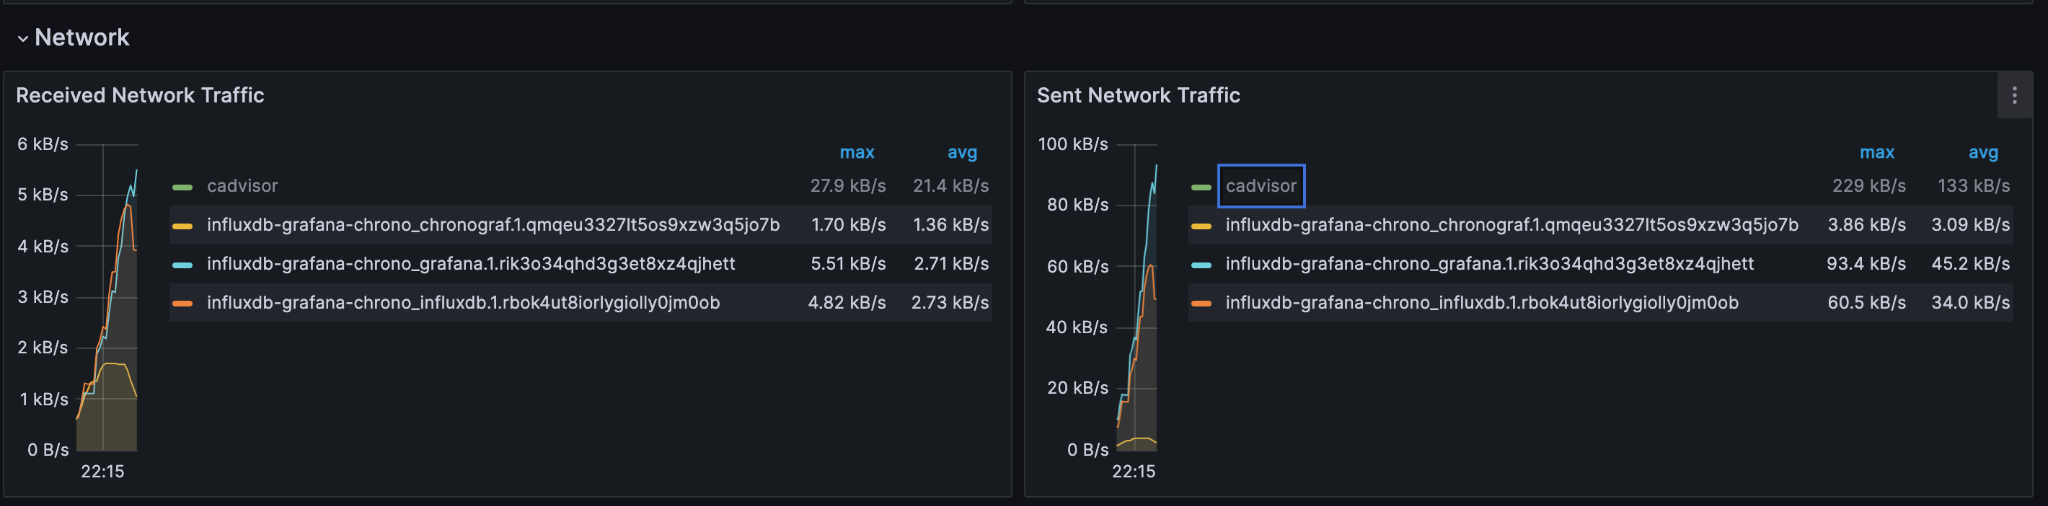 Network
Received Network Traffic
6 kB/s
5 kB/s
4 kB/s
3 kB/s
2 kB/s
1 kB/s
0 B/s
22:15
max avg
cadvisor 27.9 kB/s 21.4 kB/s
influxdb-grafana-chrono_chronograf.1.qmqeu3327lt5os9xzw3q5jo7b 1.70 kB/s 1.36 kB/s
influxdb-grafana-chrono_grafana.1.rik3o34qhd3g3et8xz4qjhett 5.51 kB/s 2.71 kB/s
influxdb-grafana-chrono_influxdb.1.rbok4ut8iorlygiolly0jm0ob 4.82 kB/s 2.73 kB/s
Sent Network Traffic
100 kB/s
80 kB/s
60 kB/s
40 kB/s
20 kB/s
0 B/s
22:15
max avg
cadvisor 229 kB/s 133 kB/s
influxdb-grafana-chrono_chronograf.1.qmqeu3327lt5os9xzw3q5jo7b 3.86 kB/s 3.09 kB/s
influxdb-grafana-chrono_grafana.1.rik3o34qhd3g3et8xz4qjhett 93.4 kB/s 45.2 kB/s
influxdb-grafana-chrono_influxdb.1.rbok4ut8iorlygiolly0jm0ob 60.5 kB/s 34.0 kB/s